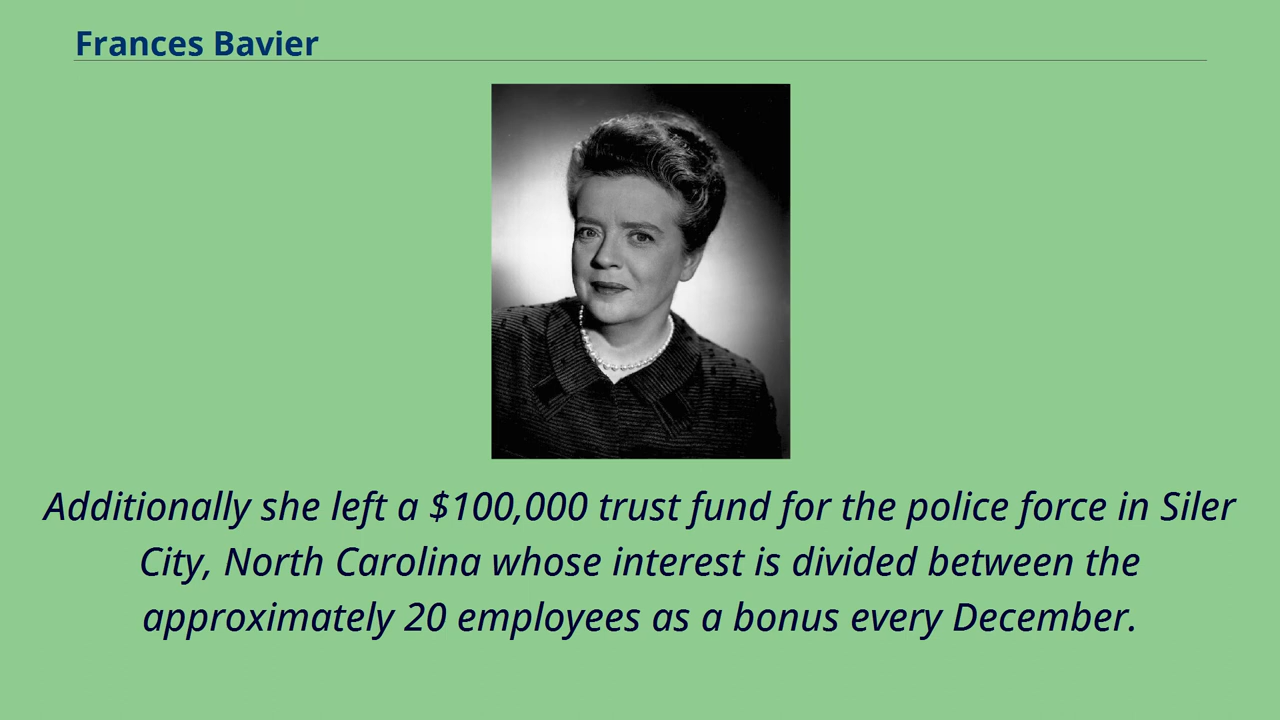 Frances Bavier
Additionally she left a $100,000 trust fund for the police force in Siler
City, North Carolina whose interest is divided between the
approximately 20 employees as a bonus every December.